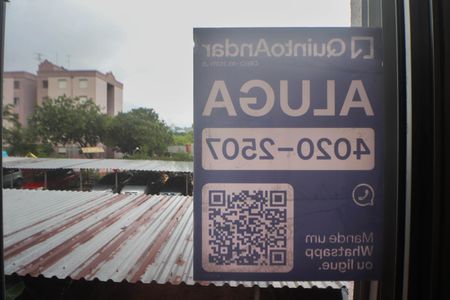 QuintoAndar
ALUGA
4020-2507
Mande um
Whatsapp
ou ligue.